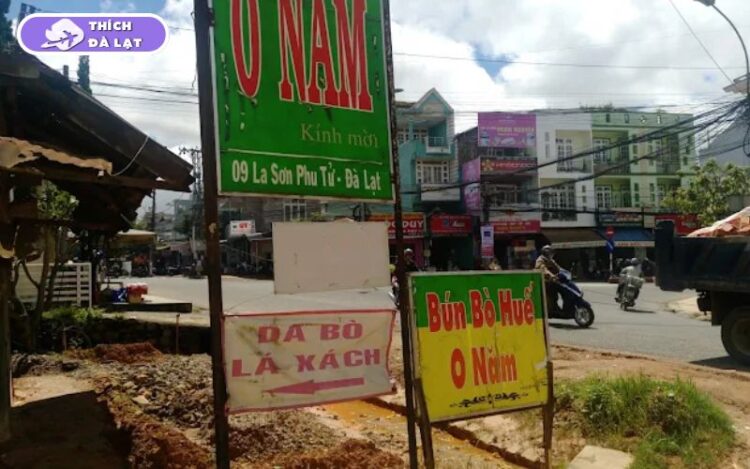 THÍCH
ĐÀ LẠT
O NĂM
Kính mời
09 La Sơn Phu Tử - Đà Lạt
DA BÒ
LÁ XÁCH
Bún Bò Huế
O Năm